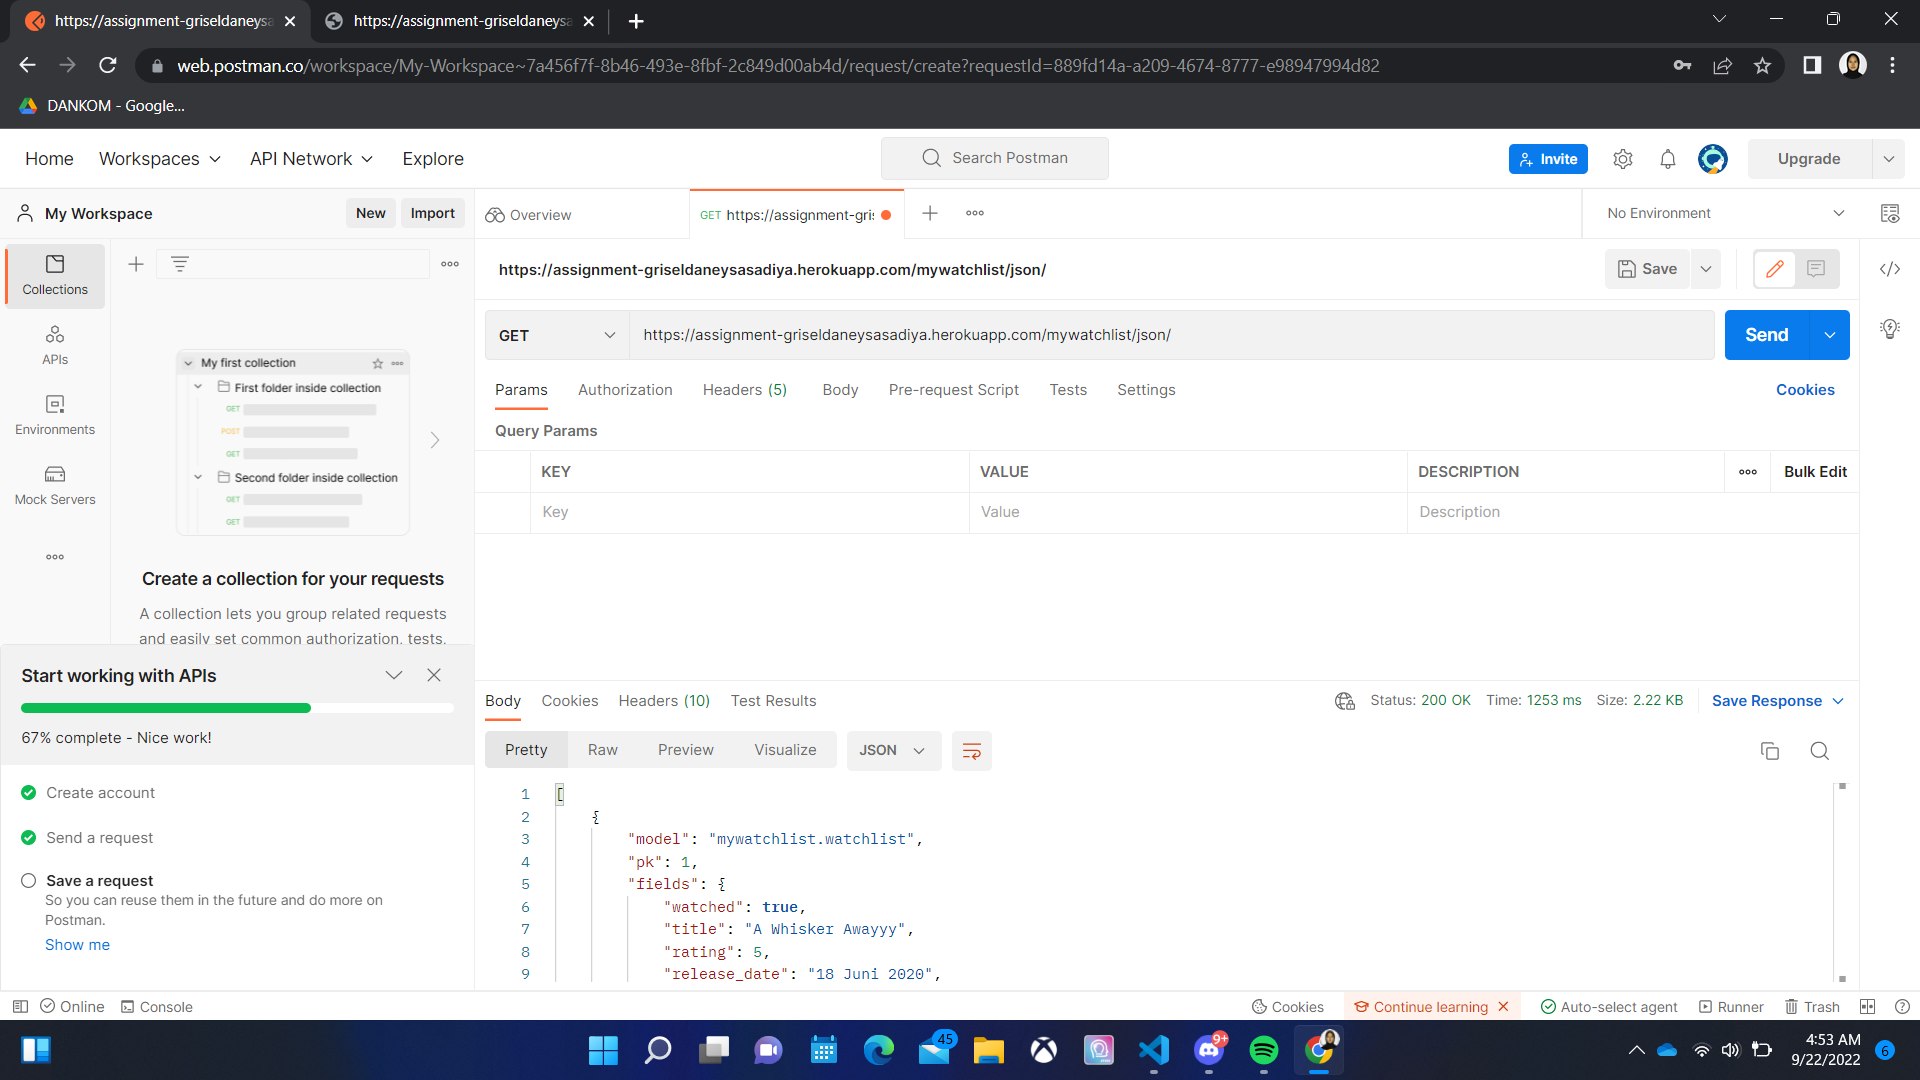 https://assignment-griseldaneysa
https://assignment-griseldaneysa
web.postman.co/workspace/My-Workspace~7a456f7f-8b46-493e-8fbf-2c849d00ab4d/request/create?requestId=889fd14a-a209-4674-8777-e98947994d82
DANKOM - Google...
Home
Workspaces
API Network
Explore
Search Postman
Invite
Upgrade
My Workspace
New
Import
Overview
GET https://assignment-gri
No Environment
Collections
APIs
Environments
Mock Servers
My first collection
First folder inside collection
GET
POST
GET
Second folder inside collection
GET
GET
Create a collection for your requests
A collection lets you group related requests
and easily set common authorization, tests,
https://assignment-griseldaneysasadiya.herokuapp.com/mywatchlist/json/
Save
GET
https://assignment-griseldaneysasadiya.herokuapp.com/mywatchlist/json/
Send
Params
Authorization
Headers (5)
Body
Pre-request Script
Tests
Settings
Cookies
Query Params
KEY
VALUE
DESCRIPTION
Bulk Edit
Key
Value
Description
Start working with APIs
67% complete - Nice work!
Create account
Send a request
Save a request
So you can reuse them in the future and do more on
Postman.
Show me
Body
Cookies
Headers (10)
Test Results
Status: 200 OK
Time: 1253 ms
Size: 2.22 KB
Save Response
Pretty
Raw
Preview
Visualize
JSON
1 [
2 {
3 "model": "mywatchlist.watchlist",
4 "pk": 1,
5 "fields": {
6 "watched": true,
7 "title": "A Whisker Awayyy",
8 "rating": 5,
9 "release_date": "18 Juni 2020",
Online
Console
Cookies
Continue learning
Auto-select agent
Runner
Trash
45
9+
4:53 AM
9/22/2022
6